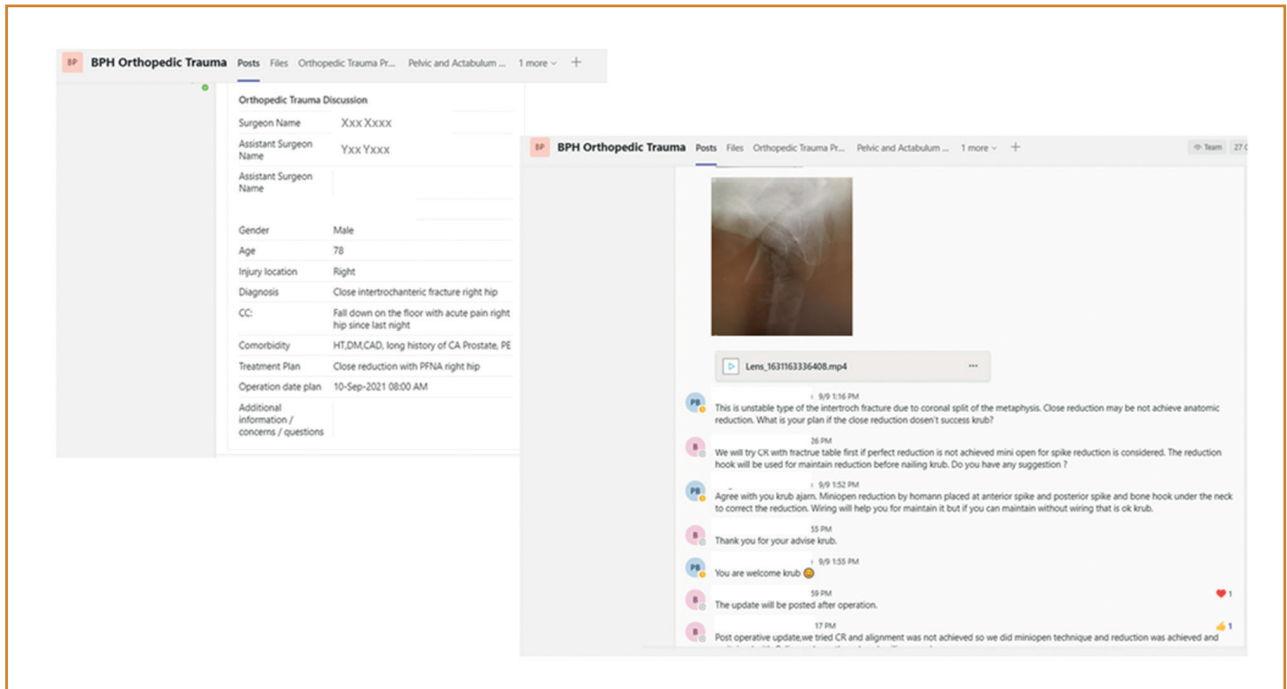 BP BPH Orthopedic Trauma Posts Files Orthopedic Trauma Pr... Pelvic and Actabulum ... 1 more
Orthopedic Trauma Discussion
Surgeon Name Xxx Xxxx
Assistant Surgeon
Name Yxx Yxxx
Assistant Surgeon
Name
Gender Male
Age 78
Injury location Right
Diagnosis Close intertrochanteric fracture right hip
CC: Fall down on the floor with acute pain right
hip since last night
Comorbidity HT,DM,CAD, long history of CA Prostate, PE
Treatment Plan Close reduction with PFNA right hip
Operation date plan 10-Sep-2021 08:00 AM
Additional
information /
concerns / questions
BP BPH Orthopedic Trauma Posts Files Orthopedic Trauma Pr... Pelvic and Actabulum ... 1 more Team 27
Lens_1631163336408.mp4 ...
PB 9/9 1:16 PM
This is unstable type of the intertroch fracture due to coronal split of the metaphysis. Close reduction may be not achieve anatomic
reduction. What is your plan if the close reduction dosen't success krub?
B 26 PM
We will try CR with fractrue table first if perfect reduction is not achieved mini open for spike reduction is considered. The reduction
hook will be used for maintain reduction before nailing krub. Do you have any suggestion ?
PB 9/9 1:52 PM
Agree with you krub ajarn. Miniopen reduction by homann placed at anterior spike and posterior spike and bone hook under the neck
to correct the reduction. Wiring will help you for maintain it but if you can maintain without wiring that is ok krub.
B 55 PM
Thank you for your advise krub.
PB 9/9 1:55 PM
You are welcome krub 😊
B 59 PM
The update will be posted after operation. ❤️ 1
B 17 PM 👍 1
Post operative update,we tried CR and alignment was not achieved so we did miniopen technique and reduction was achieved and